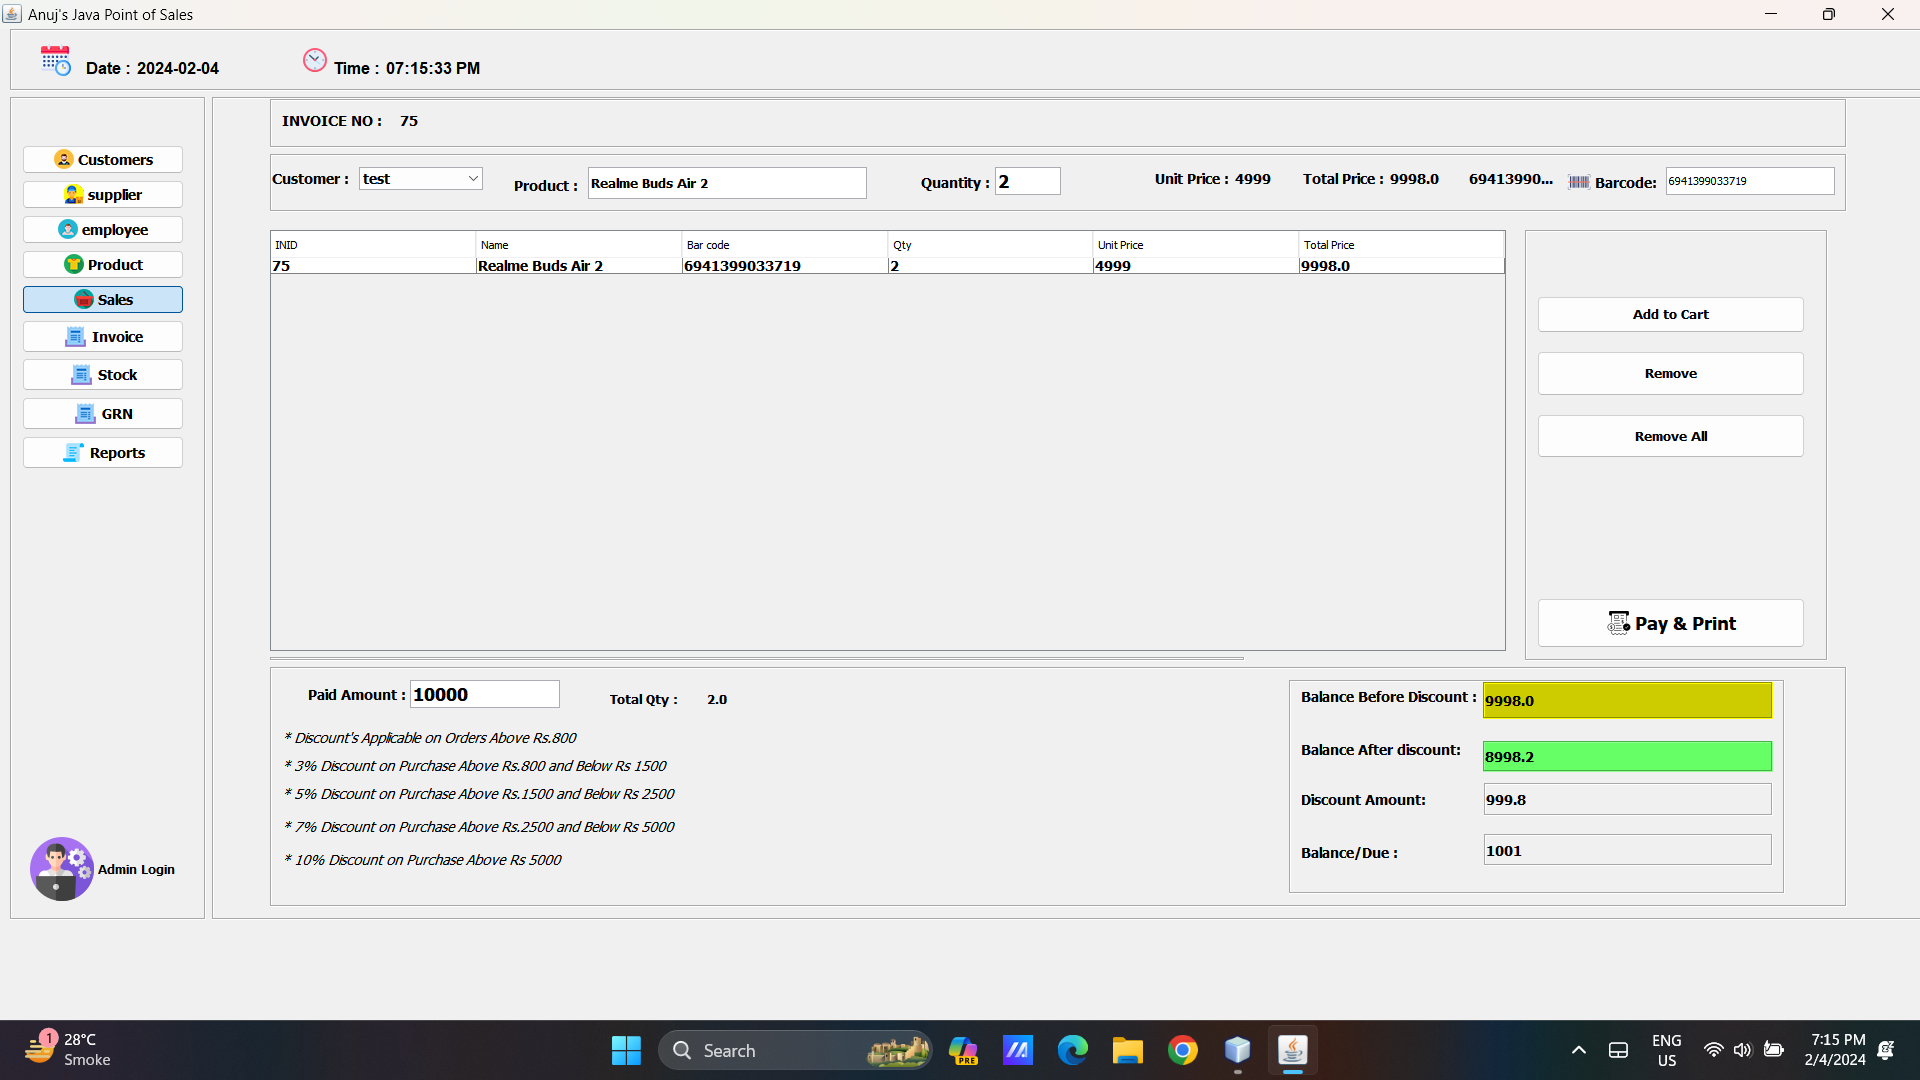 Anuj's Java Point of Sales
Date : 2024-02-04
Time : 07:15:33 PM
Customers
supplier
employee
Product
Sales
Invoice
Stock
GRN
Reports
Admin Login
INVOICE NO : 75
Customer : test
Product : Realme Buds Air 2
Quantity : 2
Unit Price : 4999
Total Price : 9998.0
69413990...
Barcode: 6941399033719
INID Name Bar code Qty Unit Price Total Price
75 Realme Buds Air 2 6941399033719 2 4999 9998.0
Add to Cart
Remove
Remove All
Pay & Print
Paid Amount : 10000
Total Qty : 2.0
* Discount's Applicable on Orders Above Rs.800
* 3% Discount on Purchase Above Rs.800 and Below Rs 1500
* 5% Discount on Purchase Above Rs.1500 and Below Rs 2500
* 7% Discount on Purchase Above Rs.2500 and Below Rs 5000
* 10% Discount on Purchase Above Rs 5000
Balance Before Discount : 9998.0
Balance After discount: 8998.2
Discount Amount: 999.8
Balance/Due : 1001
1
28°C
Smoke
Search
PRE
ENG
US
7:15 PM
2/4/2024